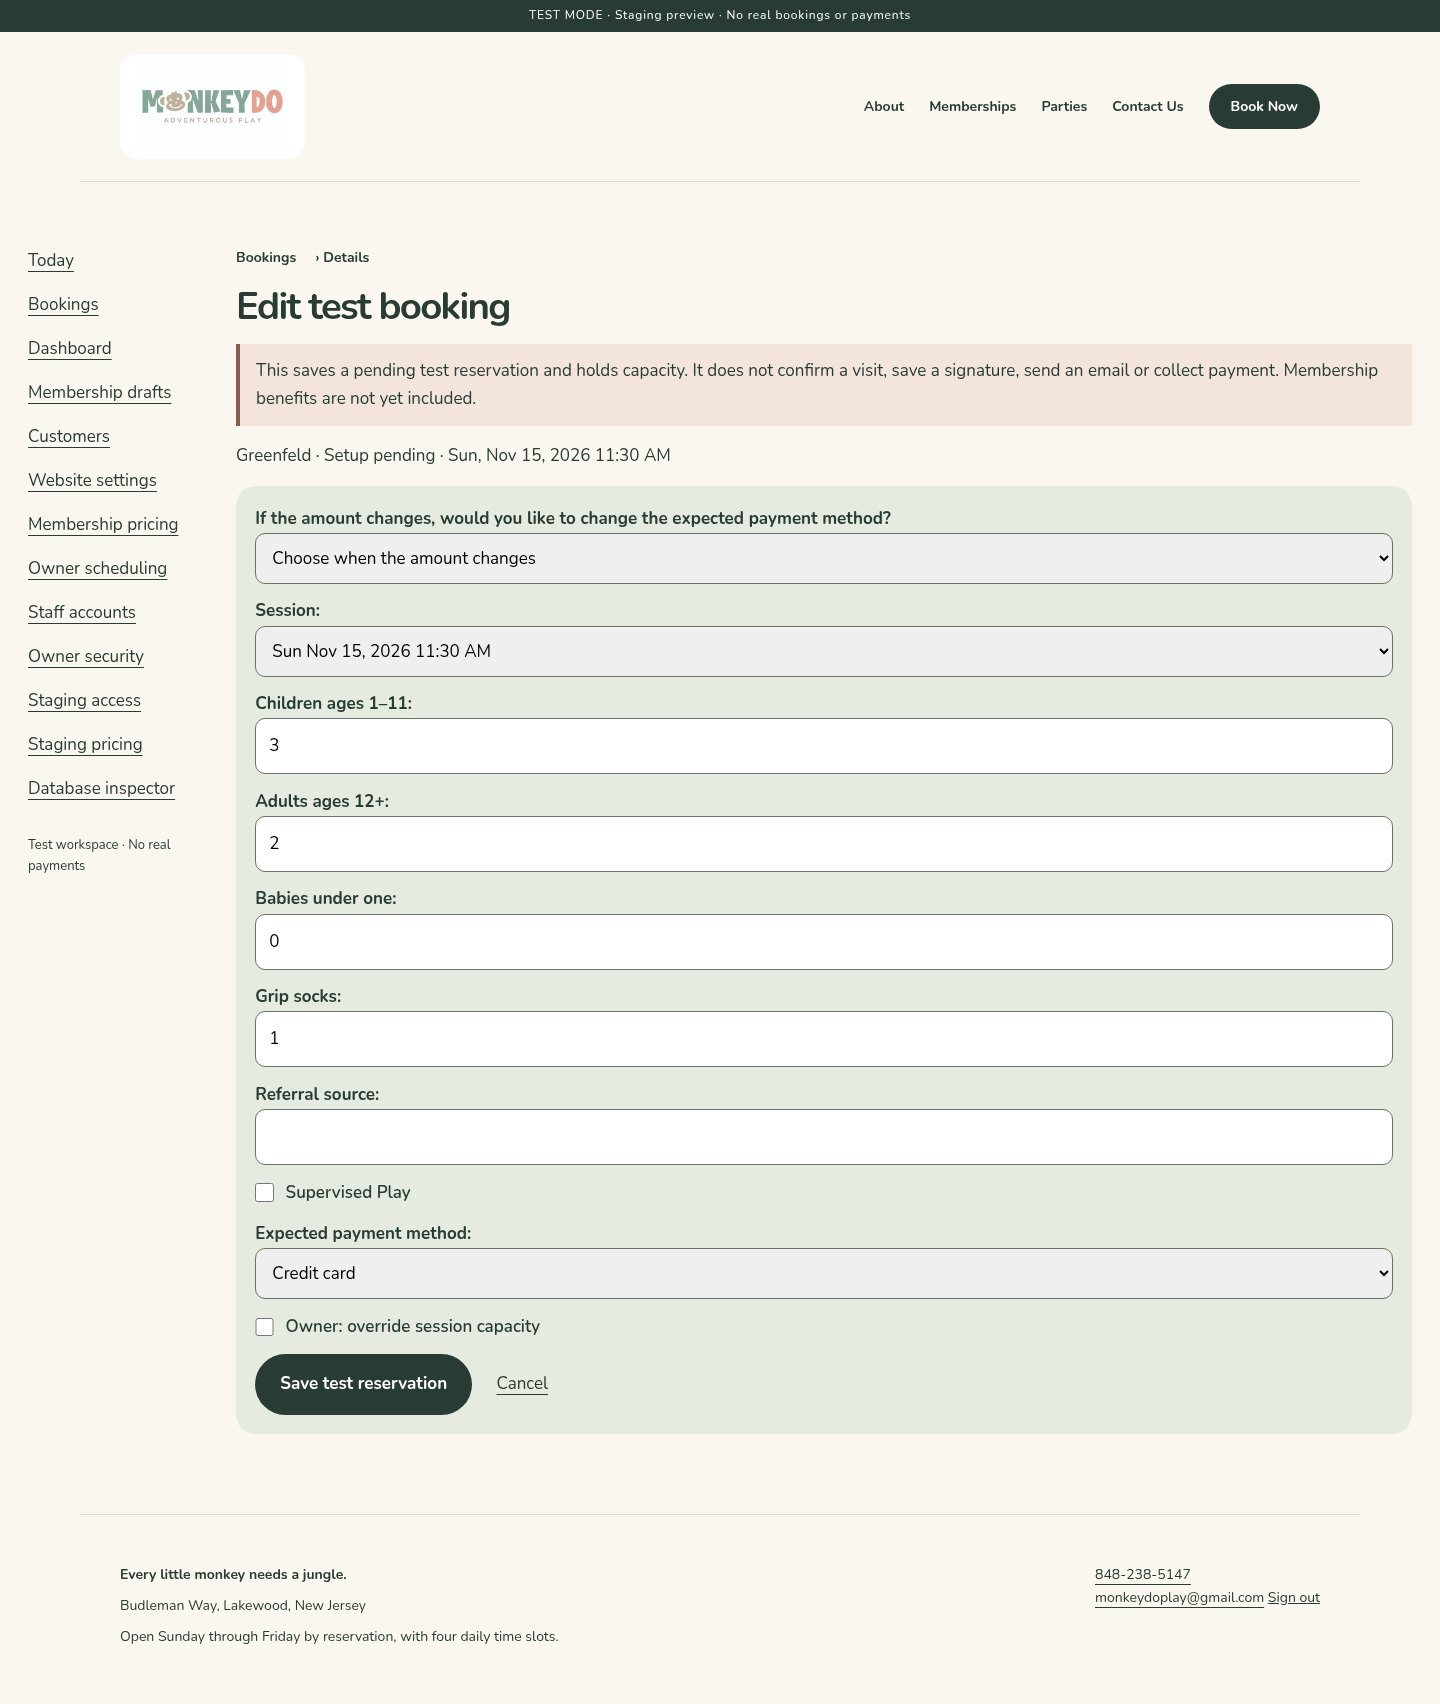 TEST MODE · Staging preview · No real bookings or payments
MONKEYDO
ADVENTUROUS PLAY
About Memberships Parties Contact Us Book Now
Today
Bookings
Dashboard
Membership drafts
Customers
Website settings
Membership pricing
Owner scheduling
Staff accounts
Owner security
Staging access
Staging pricing
Database inspector
Test workspace · No real
payments
Bookings › Details
Edit test booking
This saves a pending test reservation and holds capacity. It does not confirm a visit, save a signature, send an email or collect payment. Membership
benefits are not yet included.
Greenfeld · Setup pending · Sun, Nov 15, 2026 11:30 AM
If the amount changes, would you like to change the expected payment method?
Choose when the amount changes
Session:
Sun Nov 15, 2026 11:30 AM
Children ages 1–11:
3
Adults ages 12+:
2
Babies under one:
0
Grip socks:
1
Referral source:
Supervised Play
Expected payment method:
Credit card
Owner: override session capacity
Save test reservation Cancel
Every little monkey needs a jungle.
Budleman Way, Lakewood, New Jersey
Open Sunday through Friday by reservation, with four daily time slots.
848-238-5147
monkeydoplay@gmail.com Sign out